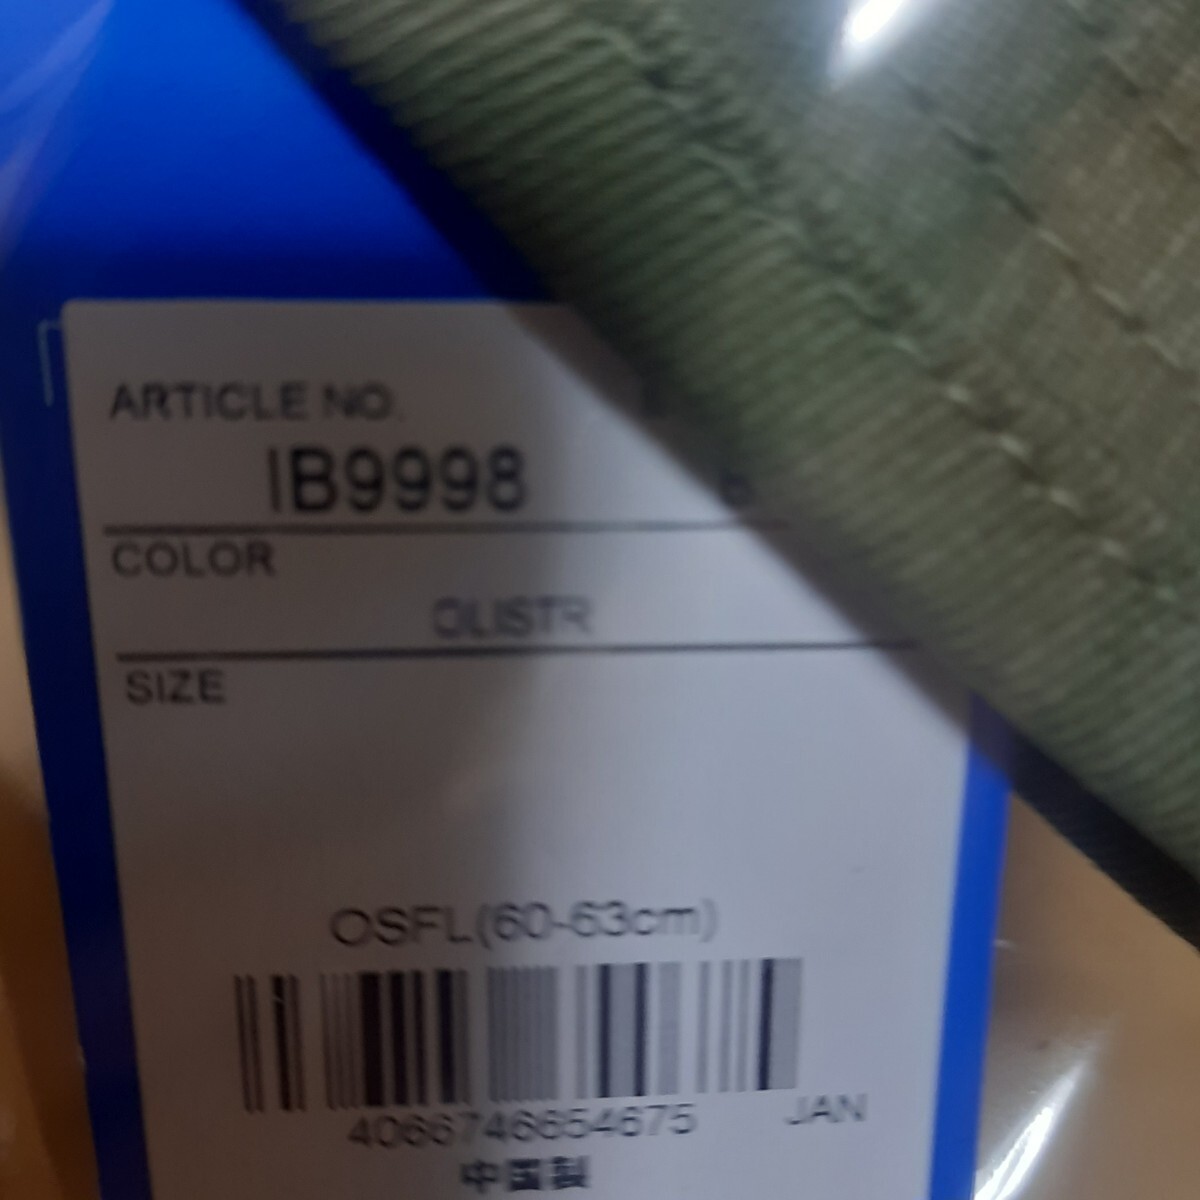 ARTICLE NO.
IB9998
COLOR
OLISTR
SIZE
OSFL(60-63cm)
4066746654675 JAN
中国製